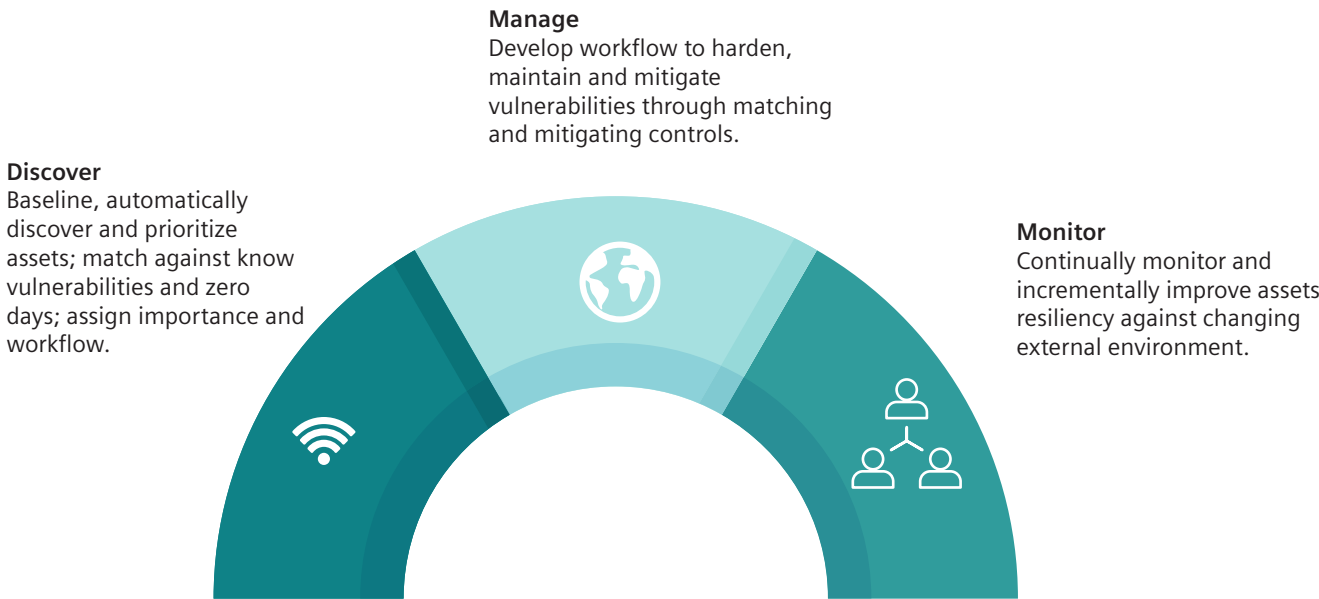 Manage
Develop workflow to harden,
maintain and mitigate
vulnerabilities through matching
and mitigating controls.
Discover
Baseline, automatically
discover and prioritize
assets; match against know
vulnerabilities and zero
days; assign importance and
workflow.
Monitor
Continually monitor and
incrementally improve assets
resiliency against changing
external environment.